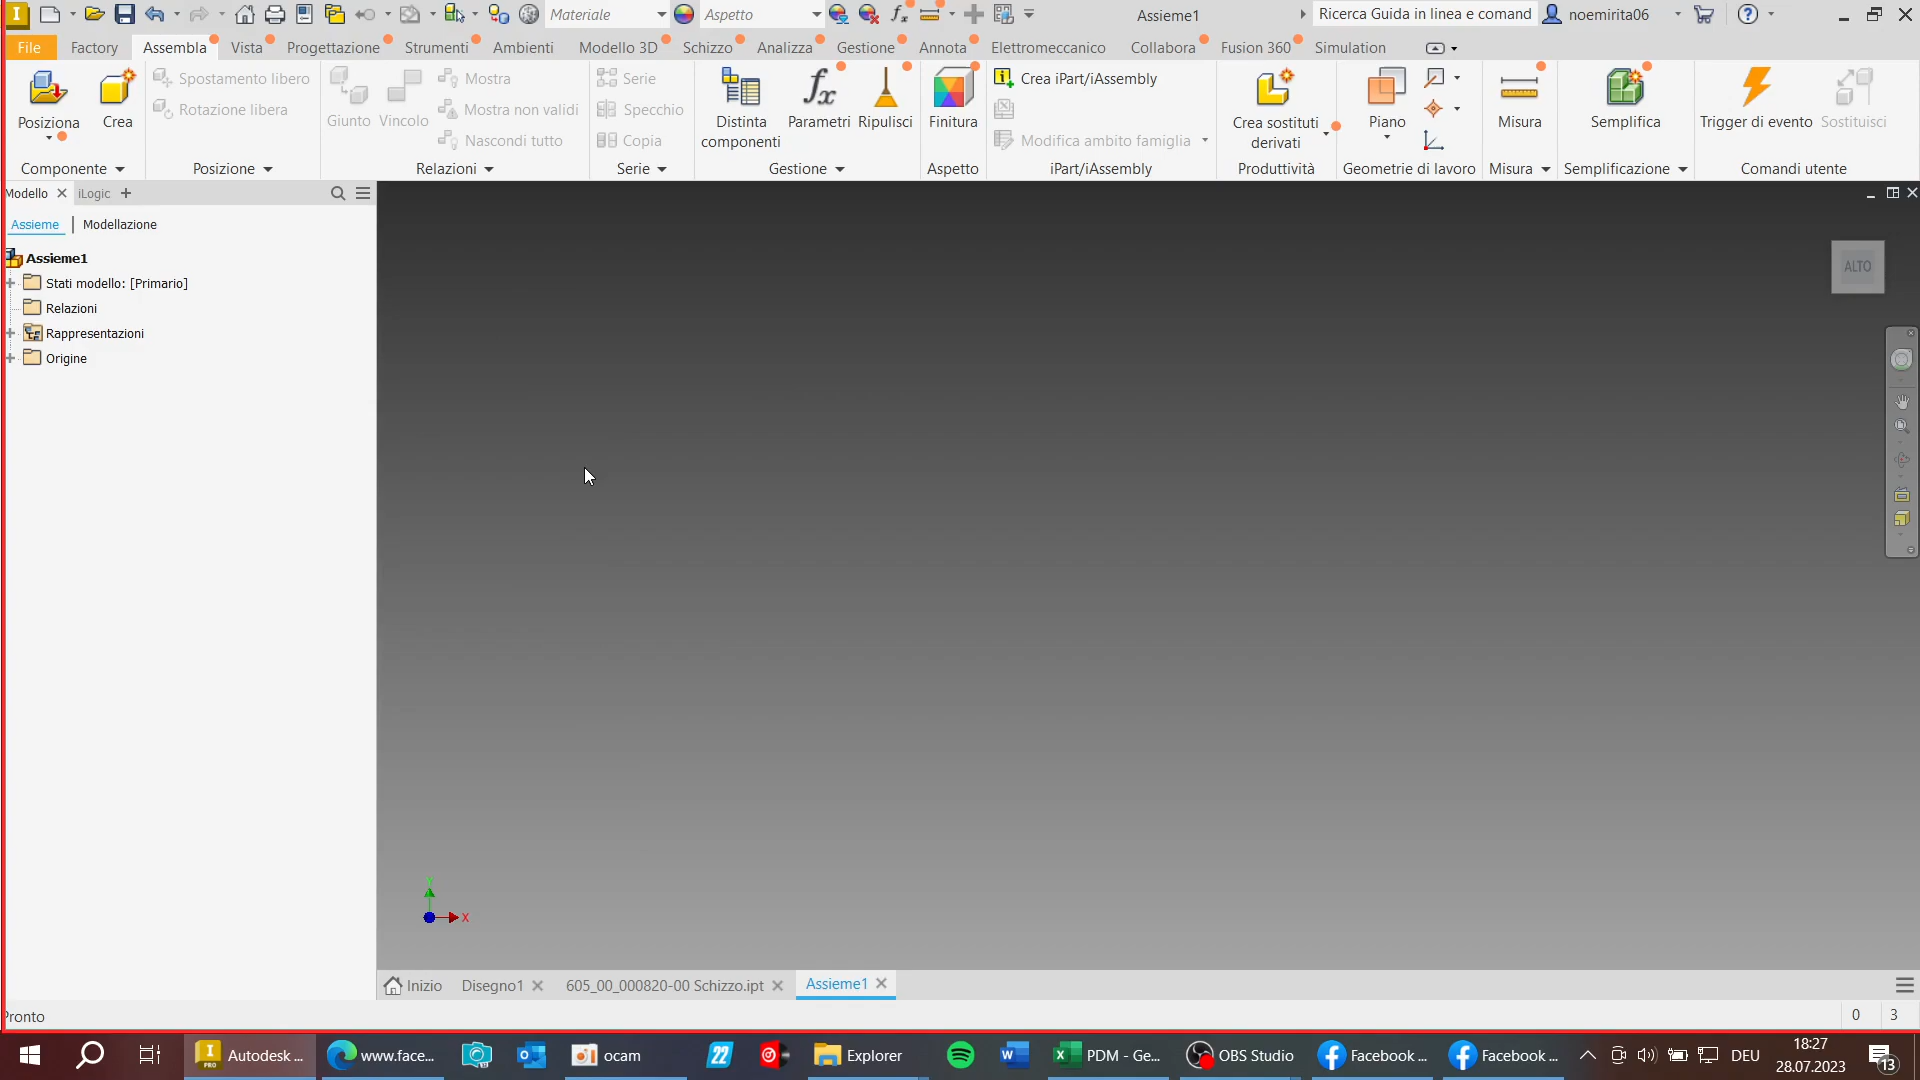 Materiale
Aspetto
fx
Assieme1
Ricerca Guida in linea e comand
noemirita06
File
Factory
Assembla
Vista
Progettazione
Strumenti
Ambienti
Modello 3D
Schizzo
Analizza
Gestione
Annota
Elettromeccanico
Collabora
Fusion 360
Simulation
Posiziona
Crea
Componente
Spostamento libero
Rotazione libera
Posizione
Giunto
Vincolo
Mostra
Mostra non validi
Nascondi tutto
Relazioni
Serie
Specchio
Copia
Serie
Distinta
componenti
fx
Parametri
Ripulisci
Gestione
Finitura
Aspetto
Crea iPart/iAssembly
Modifica ambito famiglia
iPart/iAssembly
Crea sostituti
derivati
Produttività
Piano
Geometrie di lavoro
Misura
Misura
Semplifica
Semplificazione
Trigger di evento
Sostituisci
Comandi utente
Modello
iLogic
Assieme
Modellazione
Assieme1
Stati modello: [Primario]
Relazioni
Rappresentazioni
Origine
ALTO
Y
X
Inizio
Disegno1
605_00_000820-00 Schizzo.ipt
Assieme1
Pronto
0
3
I
PRO
Autodesk ...
www.face...
ocam
22
Explorer
PDM - Ge...
OBS Studio
Facebook ...
Facebook ...
DEU
18:27
28.07.2023
13